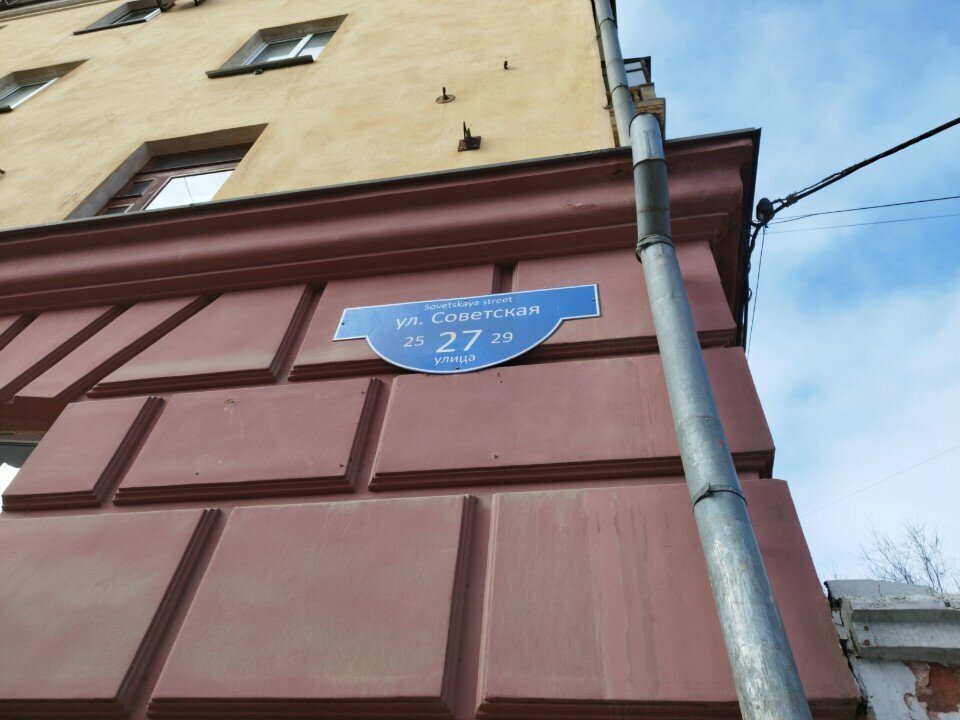 Sovetskaya street
ул. Советская
25 27 29
улица